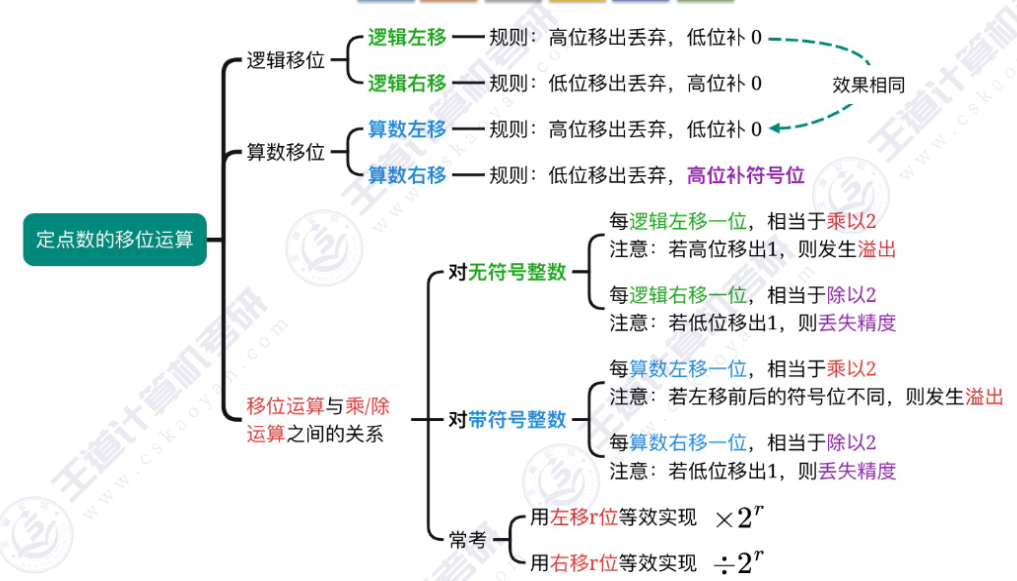 逻辑左移 规则：高位移出丢弃，低位补 0
逻辑移位
逻辑右移 规则：低位移出丢弃，高位补 0
效果相同
算数左移 规则：高位移出丢弃，低位补 0
算数移位
算数右移 规则：低位移出丢弃，高位补符号位
定点数的移位运算
每逻辑左移一位，相当于乘以2
注意：若高位移出1，则发生溢出
对无符号整数
每逻辑右移一位，相当于除以2
注意：若低位移出1，则丢失精度
移位运算与乘/除
运算之间的关系
每算数左移一位，相当于乘以2
注意：若左移前后的符号位不同，则发生溢出
对带符号整数
每算数右移一位，相当于除以2
注意：若低位移出1，则丢失精度
常考
用左移r位等效实现 ×2^r
用右移r位等效实现 ÷2^r
王道计算机考研
www.cskaoyan.com